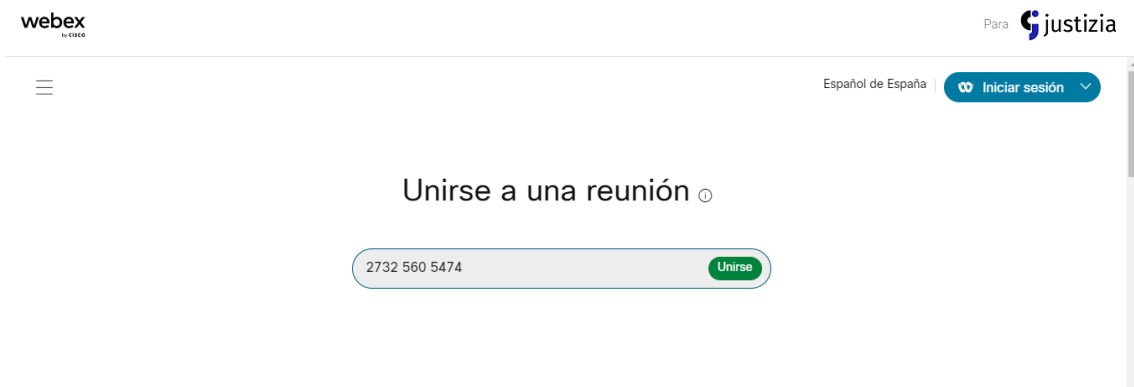 webex
by CISCO
Para justizia
Español de España
Iniciar sesión
Unirse a una reunión
2732 560 5474
Unirse